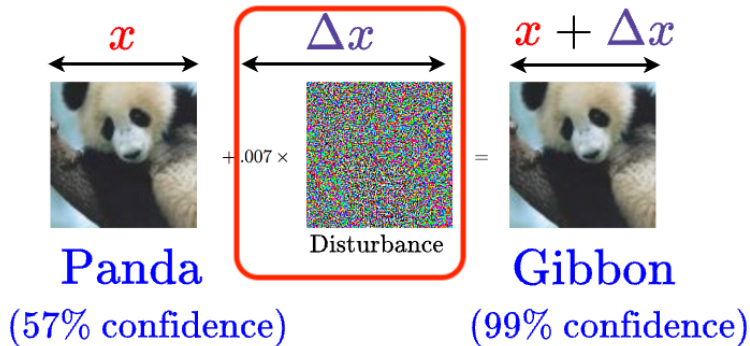 x
Δx
x + Δx
+ .007 ×
=
Disturbance
Panda
Gibbon
(57% confidence)
(99% confidence)